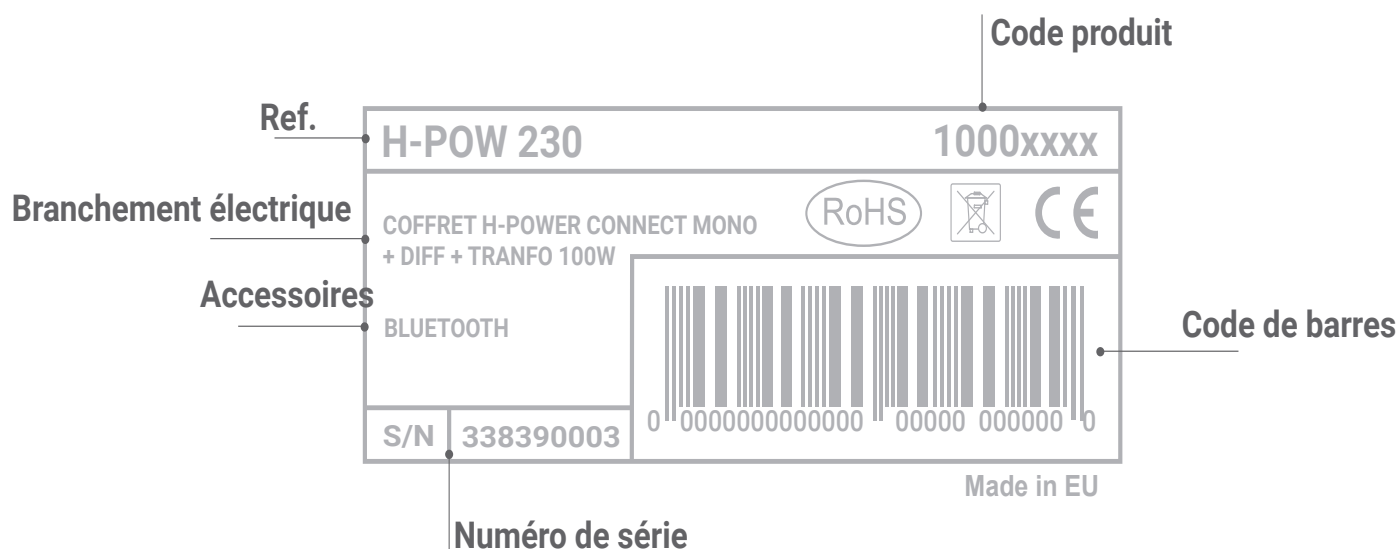 Code produit
Ref.
H-POW 230
1000xxxx
Branchement électrique
COFFRET H-POWER CONNECT MONO
+ DIFF + TRANFO 100W
RoHS
CE
Accessoires
BLUETOOTH
Code de barres
0 0000000000000 00000 000000 0
S/N 338390003
Made in EU
Numéro de série